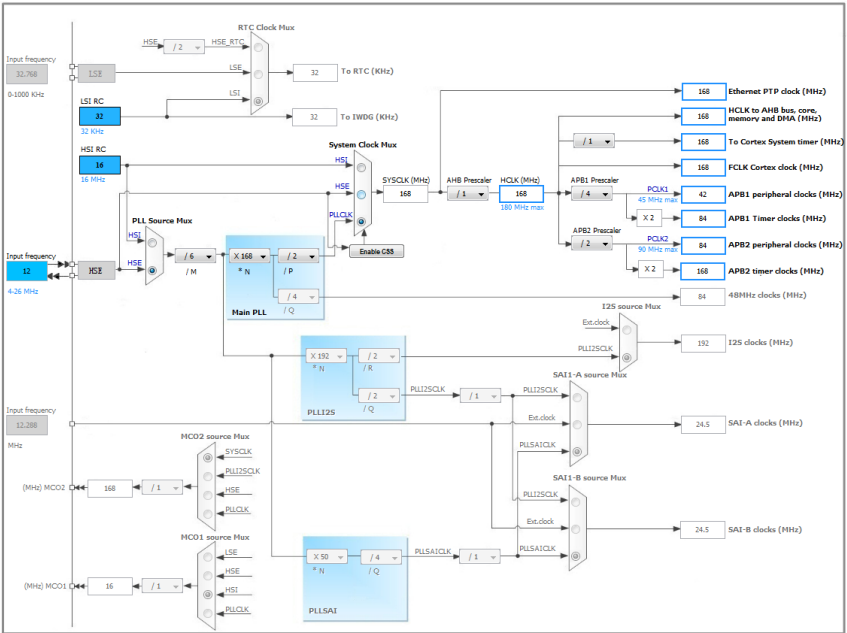 RTC Clock Mux
HSE
/ 2
HSE_RTC
Input frequency
32.768
LSE
LSE
32
To RTC (KHz)
0-1000 KHz
LSI RC
LSI
32
32
To IWDG (KHz)
32 KHz
168
Ethernet PTP clock (MHz)
168
HCLK to AHB bus, core,
memory and DMA (MHz)
HSI RC
16
16 MHz
System Clock Mux
HSI
/ 1
168
To Cortex System timer (MHz)
168
FCLK Cortex clock (MHz)
SYSCLK (MHz)
AHB Prescaler
HCLK (MHz)
APB1 Prescaler
HSE
168
/ 1
168
180 MHz max
/ 4
PCLK1
45 MHz max
42
APB1 peripheral clocks (MHz)
PLLCLK
X 2
84
APB1 Timer clocks (MHz)
APB2 Prescaler
/ 2
PCLK2
90 MHz max
84
APB2 peripheral clocks (MHz)
Enable CSS
X 2
168
APB2 timer clocks (MHz)
PLL Source Mux
HSI
Input frequency
12
HSE
HSE
4-26 MHz
/ 6
/ M
X 168
* N
/ 2
/ P
/ 4
/ Q
Main PLL
84
48MHz clocks (MHz)
I2S source Mux
Ext.clock
PLLI2SCLK
192
I2S clocks (MHz)
X 192
* N
/ 2
/ R
/ 2
/ Q
PLLI2S
PLLI2SCLK
/ 1
SAI1-A source Mux
PLLI2SCLK
Ext.clock
PLLSAICLK
24.5
SAI-A clocks (MHz)
Input frequency
12.288
MHz
MCO2 source Mux
SYSCLK
PLLI2SCLK
HSE
PLLCLK
(MHz) MCO2
168
/ 1
SAI1-B source Mux
PLLI2SCLK
Ext.clock
PLLSAICLK
24.5
SAI-B clocks (MHz)
MCO1 source Mux
LSE
HSE
HSI
PLLCLK
(MHz) MCO1
16
/ 1
X 50
* N
/ 4
/ Q
PLLSAI
PLLSAICLK
/ 1